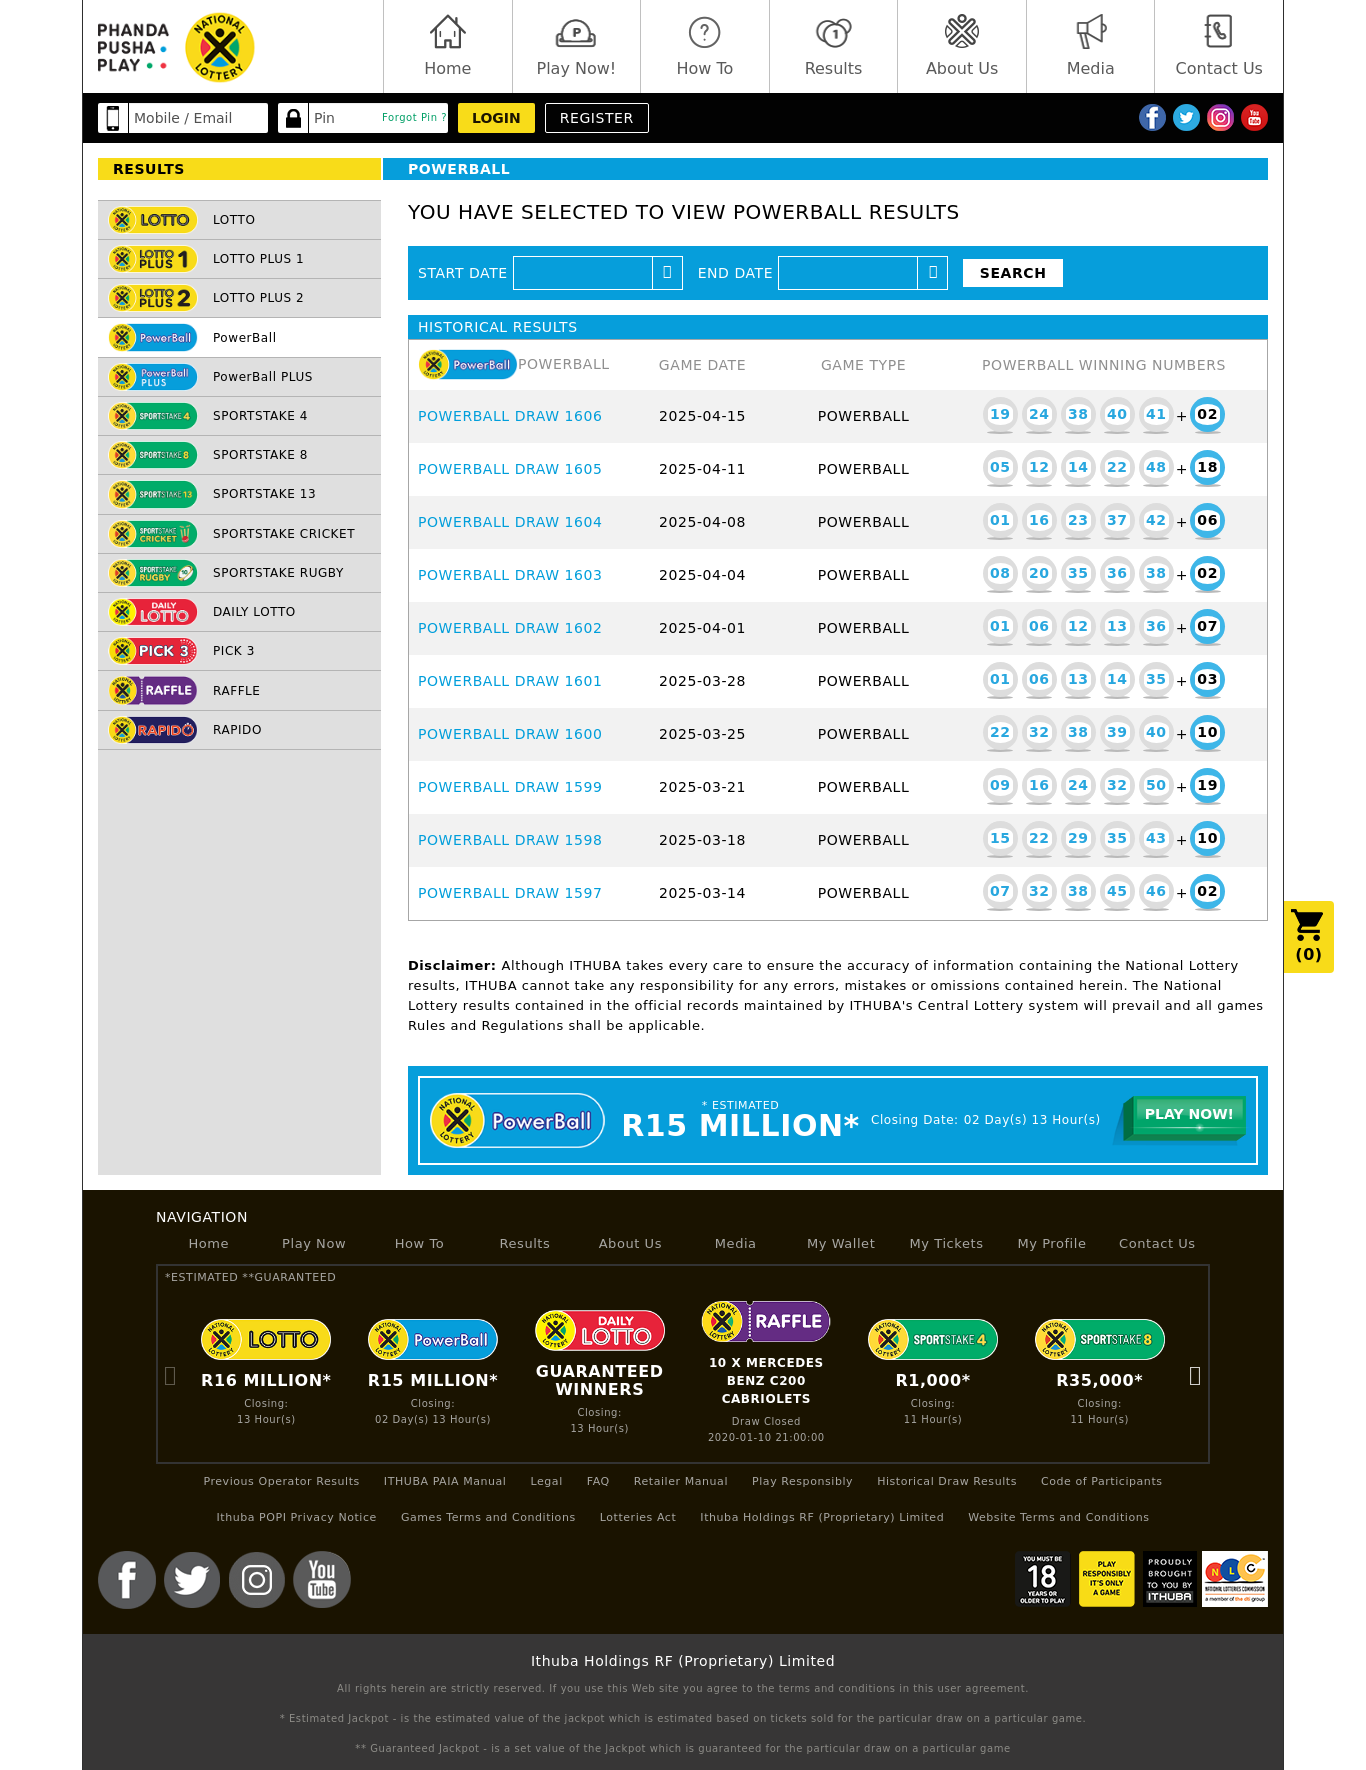 PHANDA
PUSHA
PLAY
NATIONAL
LOTTERY
Home
Play Now!
How To
Results
About Us
Media
Contact Us
Mobile / Email
Pin
Forgot Pin ?
LOGIN
REGISTER
RESULTS
LOTTO
LOTTO PLUS 1
LOTTO PLUS 2
PowerBall
PowerBall PLUS
SPORTSTAKE 4
SPORTSTAKE 8
SPORTSTAKE 13
SPORTSTAKE CRICKET
SPORTSTAKE RUGBY
DAILY LOTTO
PICK 3
RAFFLE
RAPIDO
POWERBALL
YOU HAVE SELECTED TO VIEW POWERBALL RESULTS
START DATE END DATE SEARCH
HISTORICAL RESULTS
PowerBall POWERBALL GAME DATE GAME TYPE POWERBALL WINNING NUMBERS
POWERBALL DRAW 1606 2025-04-15 POWERBALL 19 24 38 40 41 + 02
POWERBALL DRAW 1605 2025-04-11 POWERBALL 05 12 14 22 48 + 18
POWERBALL DRAW 1604 2025-04-08 POWERBALL 01 16 23 37 42 + 06
POWERBALL DRAW 1603 2025-04-04 POWERBALL 08 20 35 36 38 + 02
POWERBALL DRAW 1602 2025-04-01 POWERBALL 01 06 12 13 36 + 07
POWERBALL DRAW 1601 2025-03-28 POWERBALL 01 06 13 14 35 + 03
POWERBALL DRAW 1600 2025-03-25 POWERBALL 22 32 38 39 40 + 10
POWERBALL DRAW 1599 2025-03-21 POWERBALL 09 16 24 32 50 + 19
POWERBALL DRAW 1598 2025-03-18 POWERBALL 15 22 29 35 43 + 10
POWERBALL DRAW 1597 2025-03-14 POWERBALL 07 32 38 45 46 + 02
(0)
Disclaimer: Although ITHUBA takes every care to ensure the accuracy of information containing the National Lottery
results, ITHUBA cannot take any responsibility for any errors, mistakes or omissions contained herein. The National
Lottery results contained in the official records maintained by ITHUBA's Central Lottery system will prevail and all games
Rules and Regulations shall be applicable.
NATIONAL LOTTERY PowerBall
* ESTIMATED
R15 MILLION*
Closing Date: 02 Day(s) 13 Hour(s)
PLAY NOW!
NAVIGATION
Home Play Now How To Results About Us Media My Wallet My Tickets My Profile Contact Us
*ESTIMATED **GUARANTEED
LOTTO
R16 MILLION*
Closing:
13 Hour(s)
PowerBall
R15 MILLION*
Closing:
02 Day(s) 13 Hour(s)
DAILY
LOTTO
GUARANTEED
WINNERS
Closing:
13 Hour(s)
RAFFLE
10 X MERCEDES
BENZ C200
CABRIOLETS
Draw Closed
2020-01-10 21:00:00
SPORTSTAKE 4
R1,000*
Closing:
11 Hour(s)
SPORTSTAKE 8
R35,000*
Closing:
11 Hour(s)
Previous Operator Results ITHUBA PAIA Manual Legal FAQ Retailer Manual Play Responsibly Historical Draw Results Code of Participants
Ithuba POPI Privacy Notice Games Terms and Conditions Lotteries Act Ithuba Holdings RF (Proprietary) Limited Website Terms and Conditions
You
Tube
YOU MUST BE
18
YEARS OR
OLDER TO PLAY
PLAY
RESPONSIBLY
IT'S ONLY
A GAME
PROUDLY
BROUGHT
TO YOU BY
ITHUBA
NLC
NATIONAL LOTTERIES COMMISSION
a member of the dti group
Ithuba Holdings RF (Proprietary) Limited
All rights herein are strictly reserved. If you use this Web site you agree to the terms and conditions in this user agreement.
* Estimated Jackpot - is the estimated value of the jackpot which is estimated based on tickets sold for the particular draw on a particular game.
** Guaranteed Jackpot - is a set value of the Jackpot which is guaranteed for the particular draw on a particular game